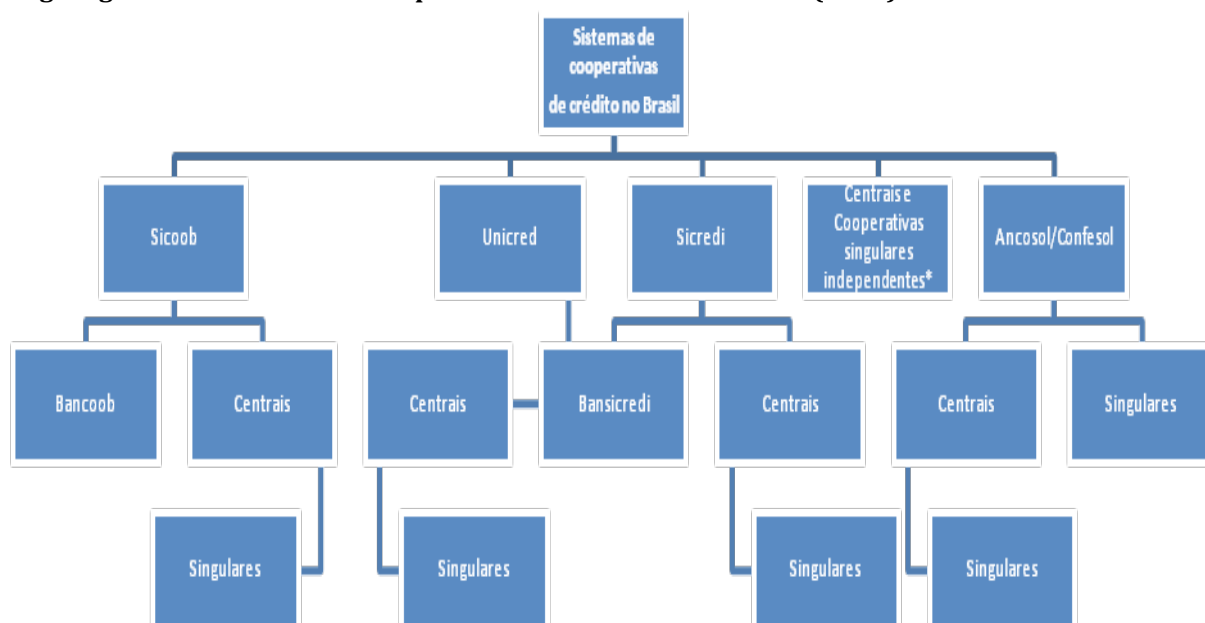 Sistemas de
cooperativas
de crédito no Brasil
Sicoob
Unicred
Sicredi
Centrais e
Cooperativas
singulares
independentes*
Ancosol/Confesol
Bancoob
Centrais
Centrais
Bansicredi
Centrais
Centrais
Singulares
Singulares
Singulares
Singulares
Singulares